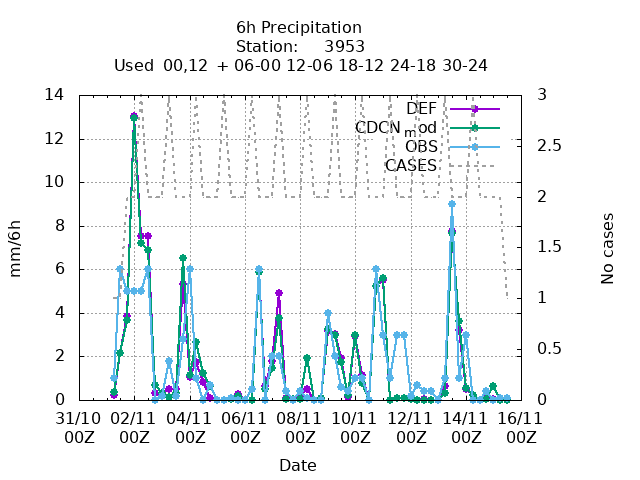 6h Precipitation
Station: 3953
Used 00,12 + 06-00 12-06 18-12 24-18 30-24
14 3
DEF
12 CDCNmod 2.5
OBS
10 CASES 2
8 1.5
6 1
4 0.5
2
0 0
mm/6h
No cases
31/10 02/11 04/11 06/11 08/11 10/11 12/11 14/11 16/11
00Z 00Z 00Z 00Z 00Z 00Z 00Z 00Z 00Z
Date